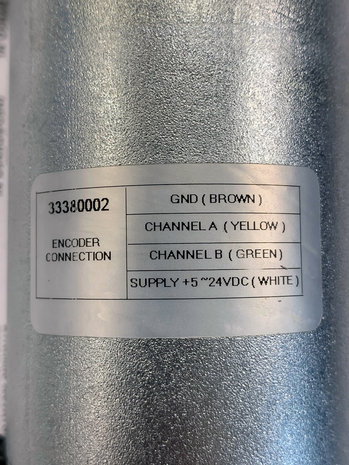 33380002
ENCODER
CONNECTION
GND ( BROWN )
CHANNEL A ( YELLOW )
CHANNEL B ( GREEN )
SUPPLY +5 ~24VDC ( WHITE )